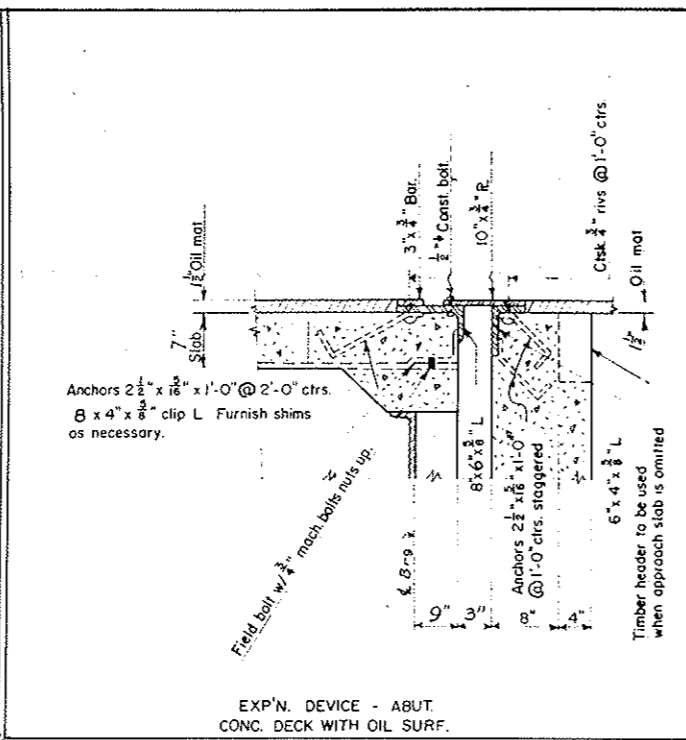 1½" Oil mat
7"
Slab
3" x ¾" Bar.
½" ϕ Const. bolt.
10" x ¾" PL
Ctsk. ¾" rivs @ 1'-0" ctrs.
Oil mat
1½"
Anchors 2½" x 5/16" x 1'-0" @ 2'-0" ctrs.
8 x 4" x ⅝" clip L Furnish shims
as necessary.
Field bolt w/ ¾" mach. bolts nuts up.
℄ Brg.
8"x6"x⅝" L
Anchors 2½"x5/16"x1-0"
@ 1'-0" ctrs. staggered
6" x 4" x ⅝" L
Timber header to be used
when approach slab is omitted
9" 3" 8" 4"
EXP'N. DEVICE - ABUT.
CONC. DECK WITH OIL SURF.